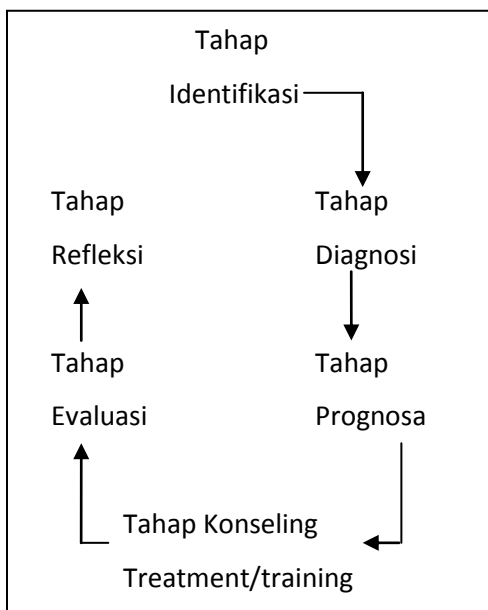 Tahap
Identifikasi
Tahap
Refleksi
Tahap
Diagnosi
Tahap
Evaluasi
Tahap
Prognosa
Tahap Konseling
Treatment/training